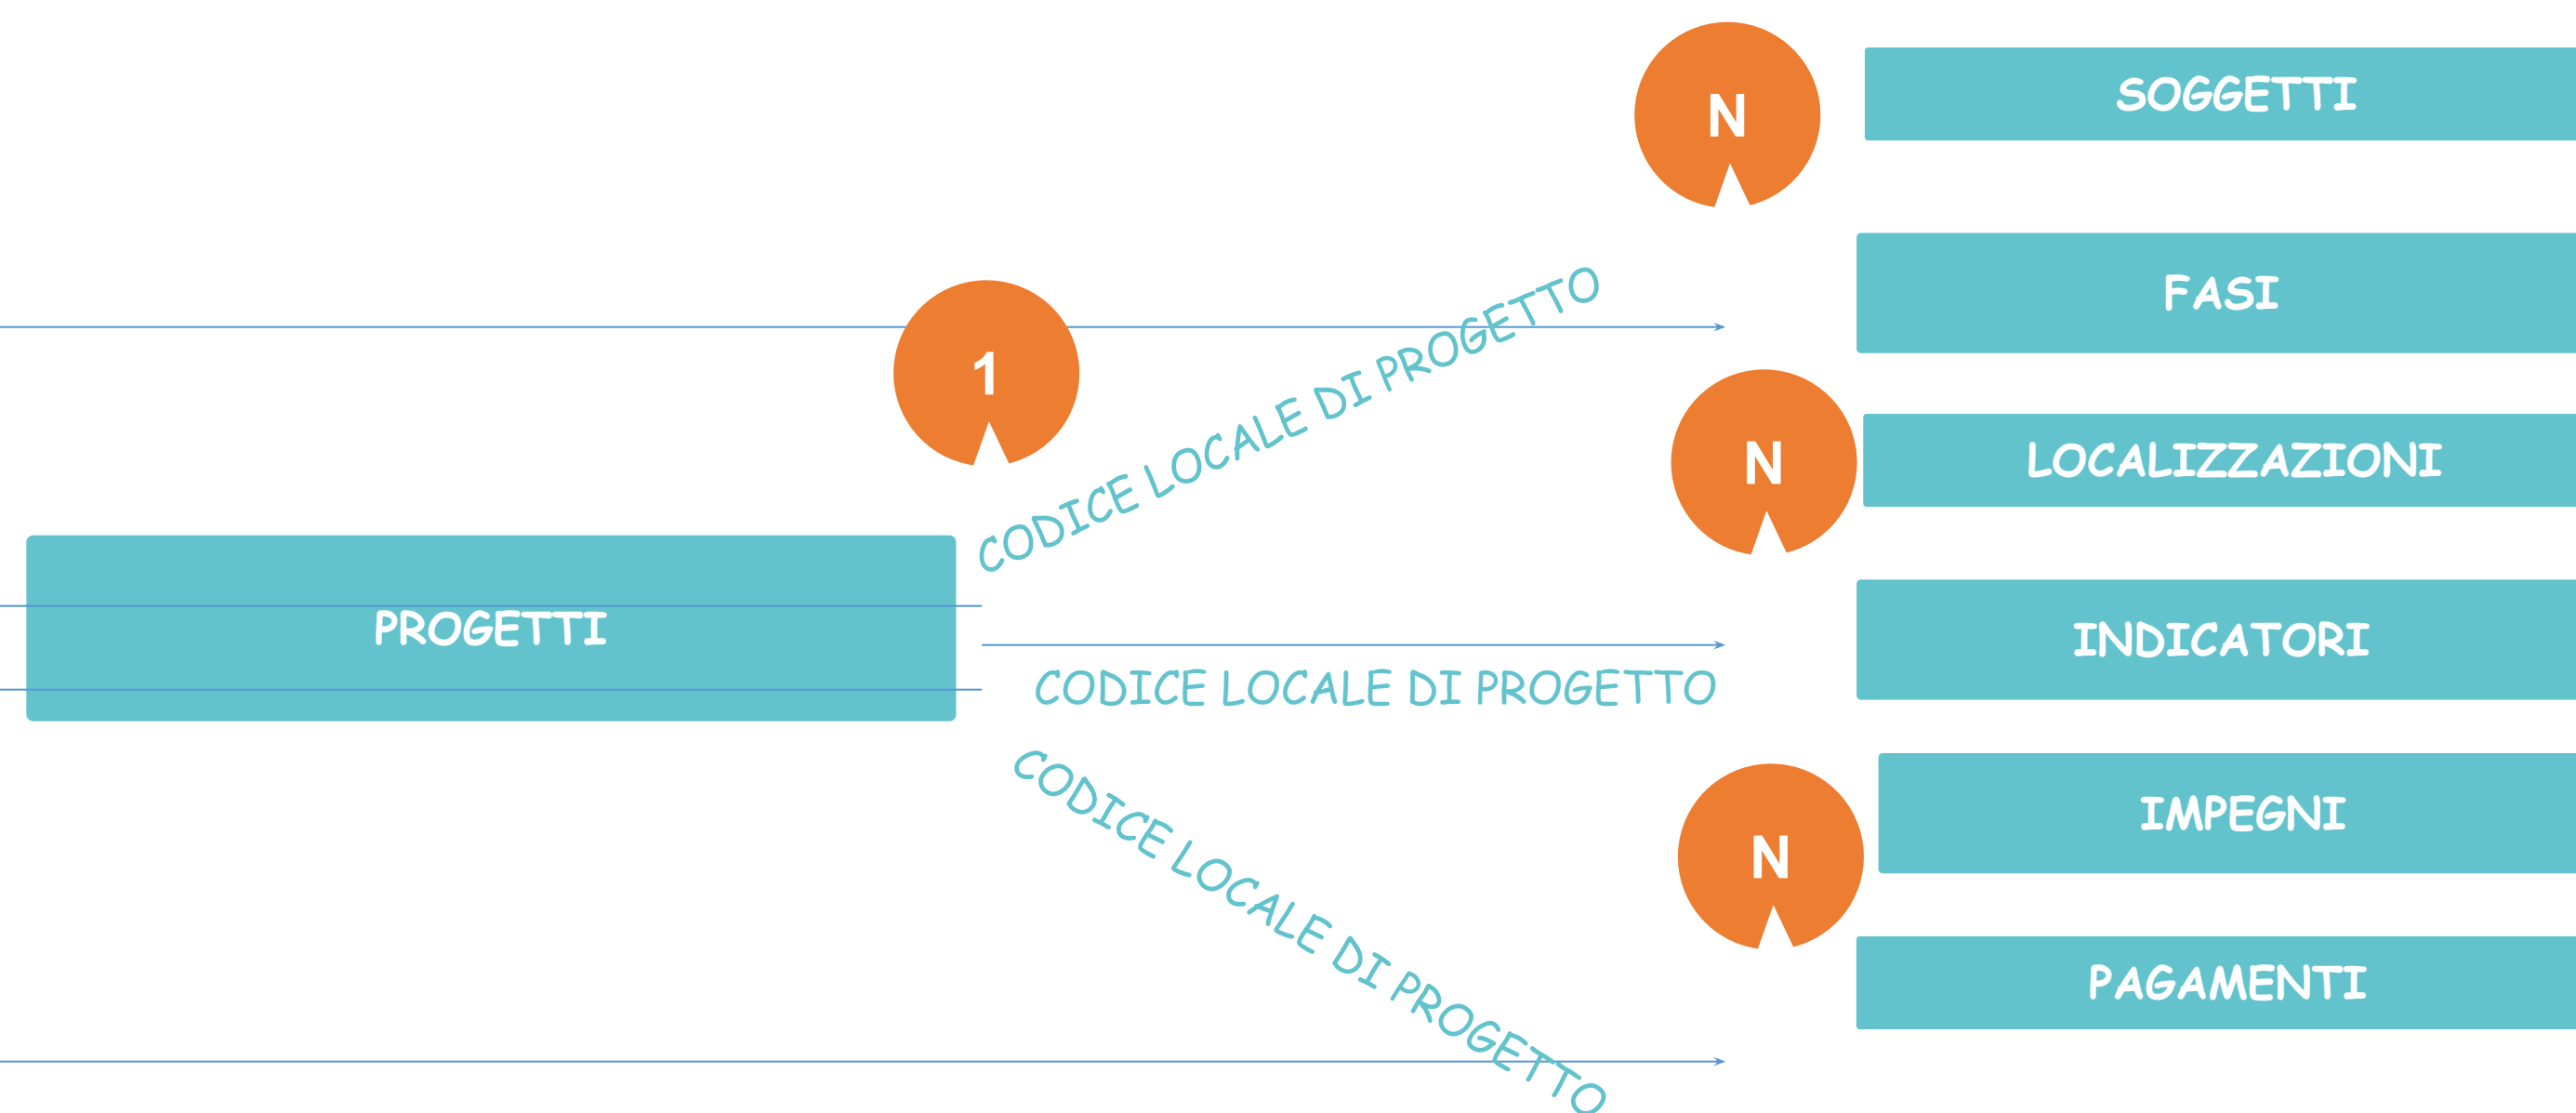 N
SOGGETTI
FASI
1
CODICE LOCALE DI PROGETTO
N
LOCALIZZAZIONI
PROGETTI
INDICATORI
CODICE LOCALE DI PROGETTO
CODICE LOCALE DI PROGETTO
N
IMPEGNI
PAGAMENTI